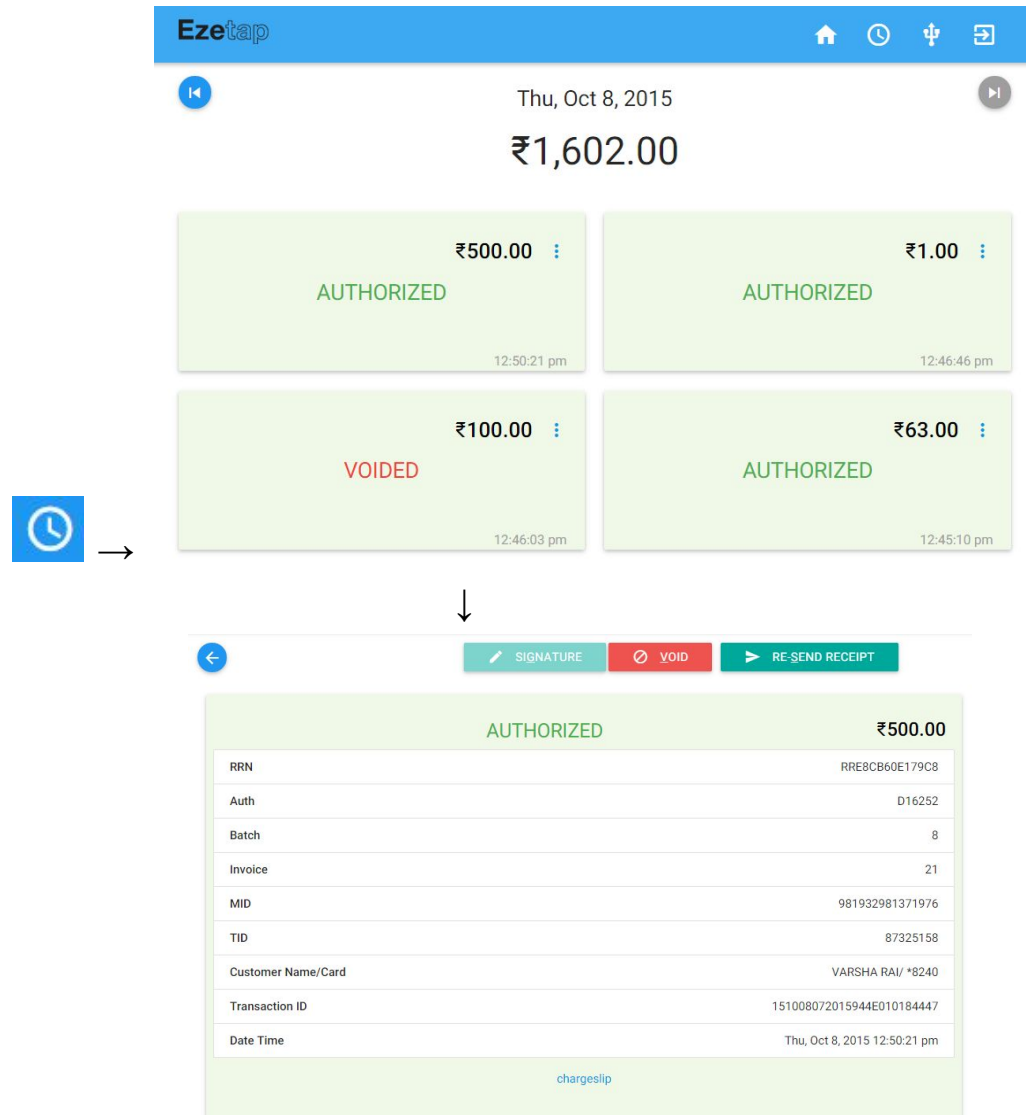 Ezetap
Thu, Oct 8, 2015
₹1,602.00
₹500.00
AUTHORIZED
12:50:21 pm
₹1.00
AUTHORIZED
12:46:46 pm
₹100.00
VOIDED
12:46:03 pm
₹63.00
AUTHORIZED
12:45:10 pm
→
↓
SIGNATURE VOID RE-SEND RECEIPT
AUTHORIZED ₹500.00
RRN RRE8CB60E179C8
Auth D16252
Batch 8
Invoice 21
MID 981932981371976
TID 87325158
Customer Name/Card VARSHA RAI/ *8240
Transaction ID 151008072015944E010184447
Date Time Thu, Oct 8, 2015 12:50:21 pm
chargeslip